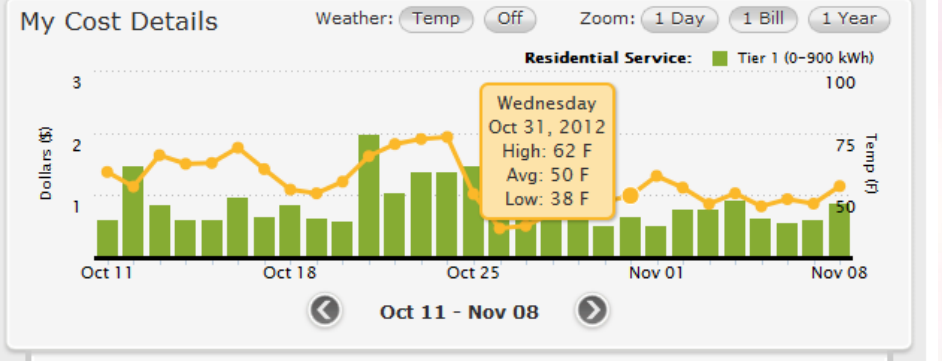 My Cost Details Weather: Temp Off Zoom: 1 Day 1 Bill 1 Year
Residential Service: Tier 1 (0-900 kWh)
3 100
2 75
1 50
Dollars ($)
Temp (F)
Wednesday
Oct 31, 2012
High: 62 F
Avg: 50 F
Low: 38 F
Oct 11 Oct 18 Oct 25 Nov 01 Nov 08
Oct 11 - Nov 08